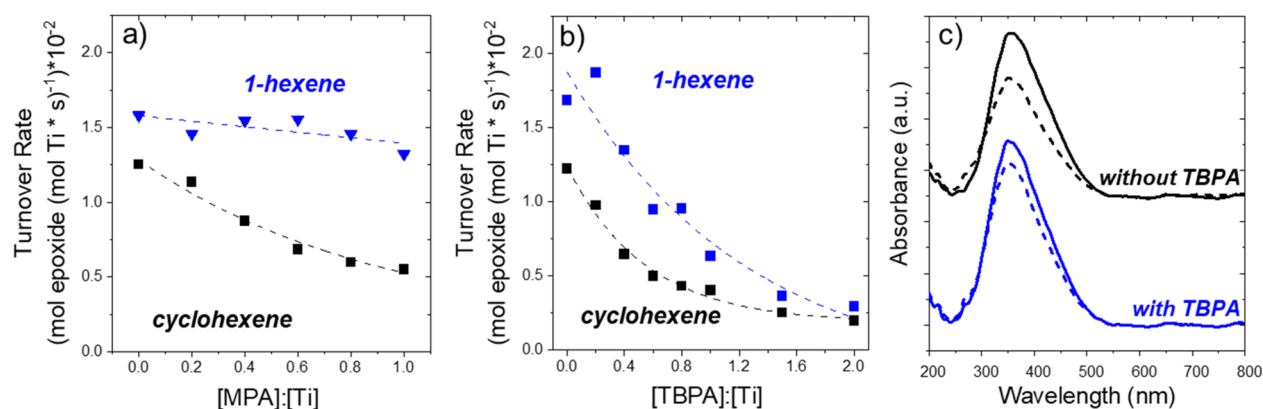 a)
Turnover Rate
(mol epoxide (mol Ti * s)⁻¹)*10⁻²
2.0
1.5
1.0
0.5
0.0
1-hexene
cyclohexene
0.0 0.2 0.4 0.6 0.8 1.0
[MPA]:[Ti]
b)
Turnover Rate
(mol epoxide (mol Ti * s)⁻¹)*10⁻²
2.0
1.5
1.0
0.5
0.0
1-hexene
cyclohexene
0.0 0.4 0.8 1.2 1.6 2.0
[TBPA]:[Ti]
c)
Absorbance (a.u.)
without TBPA
with TBPA
200 300 400 500 600 700 800
Wavelength (nm)